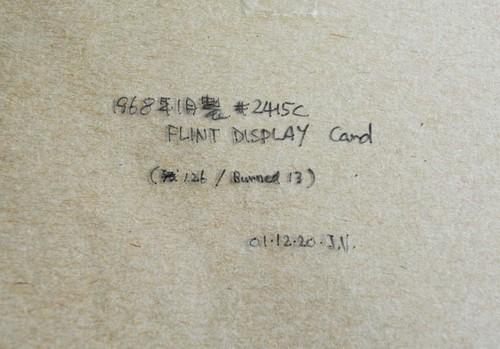 1968年1月製 #2415C
FLINT DISPLAY Card
( 126 / Burned 13 )
01.12.20. J.N.